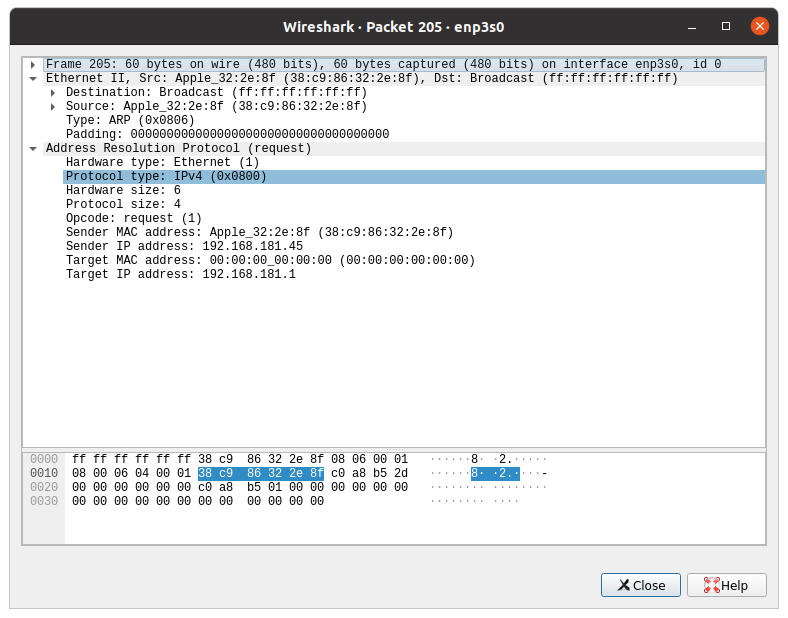 Wireshark · Packet 205 · enp3s0
Frame 205: 60 bytes on wire (480 bits), 60 bytes captured (480 bits) on interface enp3s0, id 0
Ethernet II, Src: Apple_32:2e:8f (38:c9:86:32:2e:8f), Dst: Broadcast (ff:ff:ff:ff:ff:ff)
Destination: Broadcast (ff:ff:ff:ff:ff:ff)
Source: Apple_32:2e:8f (38:c9:86:32:2e:8f)
Type: ARP (0x0806)
Padding: 000000000000000000000000000000000000
Address Resolution Protocol (request)
Hardware type: Ethernet (1)
Protocol type: IPv4 (0x0800)
Hardware size: 6
Protocol size: 4
Opcode: request (1)
Sender MAC address: Apple_32:2e:8f (38:c9:86:32:2e:8f)
Sender IP address: 192.168.181.45
Target MAC address: 00:00:00_00:00:00 (00:00:00:00:00:00)
Target IP address: 192.168.181.1
0000 ff ff ff ff ff ff 38 c9 86 32 2e 8f 08 06 00 01 ······8· ·2.·····
0010 08 00 06 04 00 01 38 c9 86 32 2e 8f c0 a8 b5 2d ······8· ·2.····-
0020 00 00 00 00 00 00 c0 a8 b5 01 00 00 00 00 00 00 ········ ········
0030 00 00 00 00 00 00 00 00 00 00 00 00 ········ ····
Close
Help